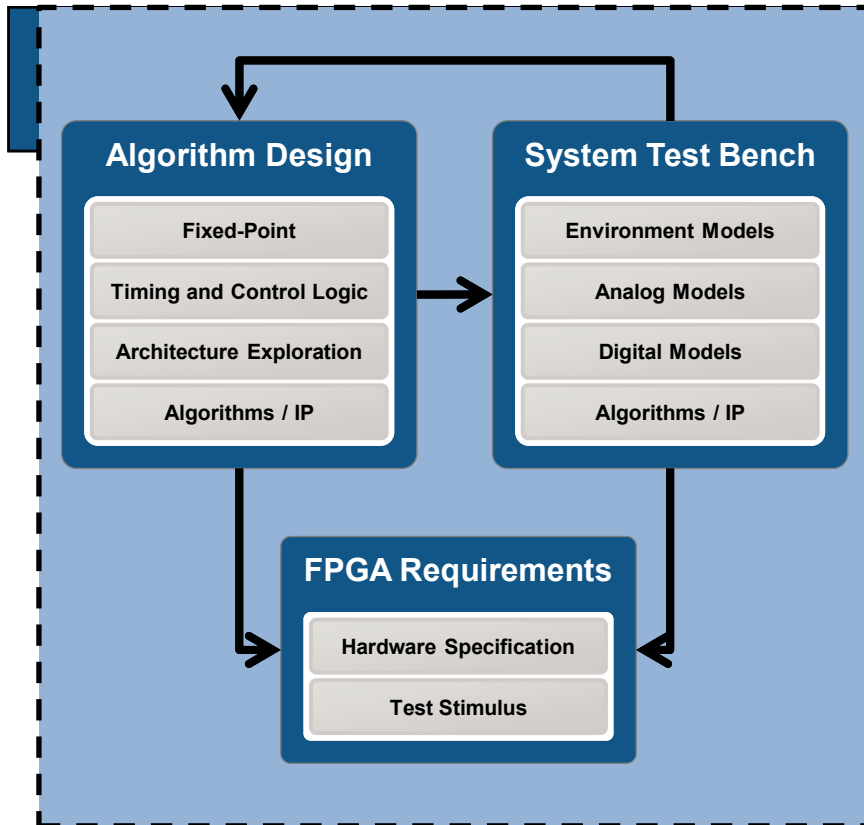 Algorithm Design
Fixed-Point
Timing and Control Logic
Architecture Exploration
Algorithms / IP
System Test Bench
Environment Models
Analog Models
Digital Models
Algorithms / IP
FPGA Requirements
Hardware Specification
Test Stimulus